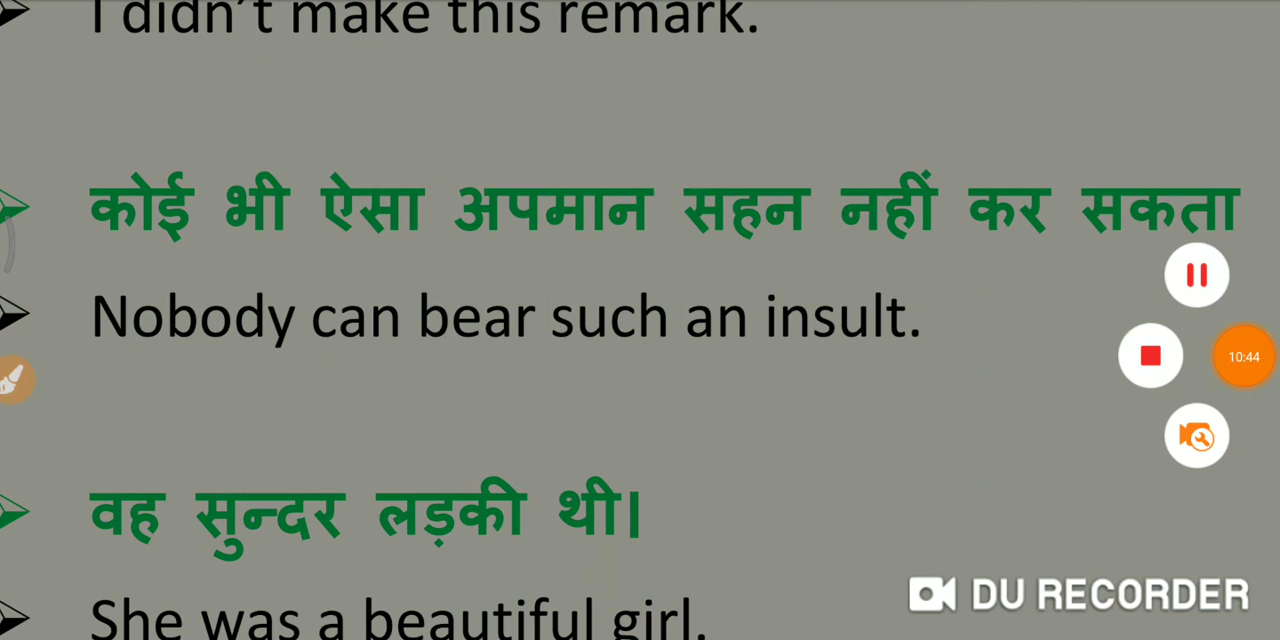 I didn't make this remark.
कोई भी ऐसा अपमान सहन नहीं कर सकता
Nobody can bear such an insult.
10:44
वह सुन्दर लड़की थी।
DU RECORDER
She was a beautiful girl.